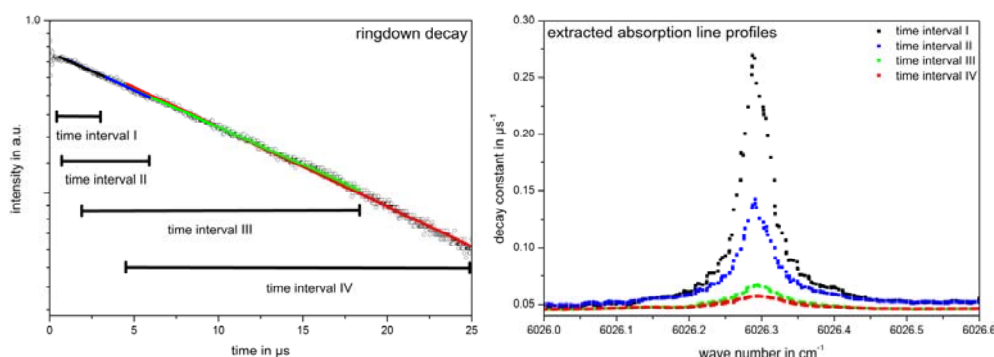 1.0
ringdown decay
time interval I
time interval II
time interval III
time interval IV
intensity in a.u.
0 5 10 15 20 25
time in µs
extracted absorption line profiles
time interval I
time interval II
time interval III
time interval IV
0.30
0.25
0.20
0.15
0.10
0.05
decay constant in µs⁻¹
6026.0 6026.1 6026.2 6026.3 6026.4 6026.5 6026.6
wave number in cm⁻¹